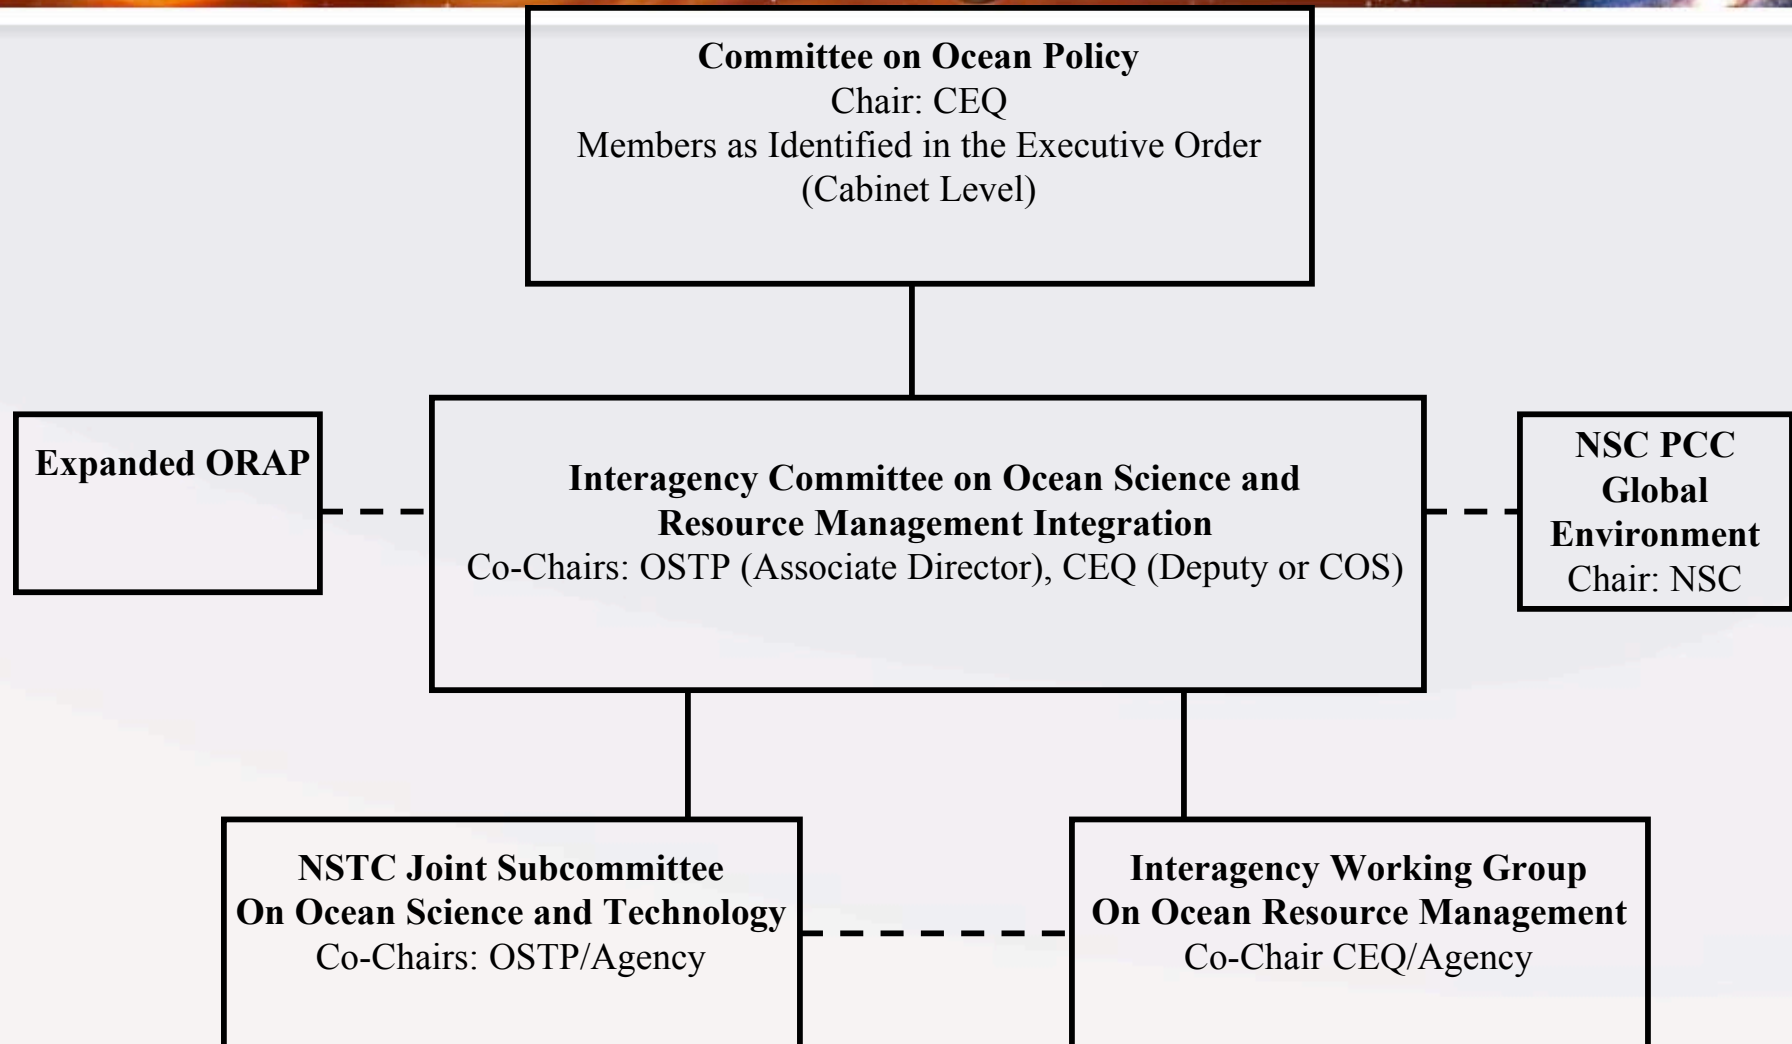 Committee on Ocean Policy
Chair: CEQ
Members as Identified in the Executive Order
(Cabinet Level)
Expanded ORAP
Interagency Committee on Ocean Science and
Resource Management Integration
Co-Chairs: OSTP (Associate Director), CEQ (Deputy or COS)
NSC PCC
Global
Environment
Chair: NSC
NSTC Joint Subcommittee
On Ocean Science and Technology
Co-Chairs: OSTP/Agency
Interagency Working Group
On Ocean Resource Management
Co-Chair CEQ/Agency